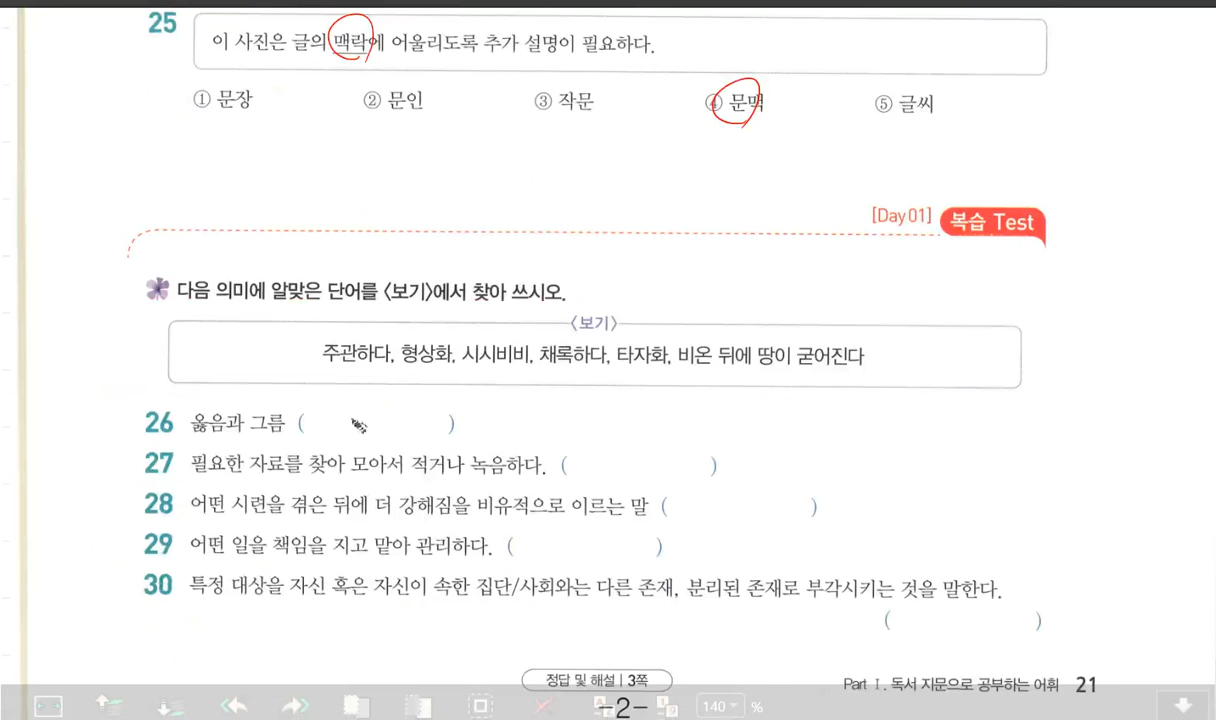 25
이 사진은 글의 맥락에 어울리도록 추가 설명이 필요하다.
① 문장 ② 문인 ③ 작문 ④ 문맥 ⑤ 글씨
[Day 01] 복습 Test
다음 의미에 알맞은 단어를 〈보기〉에서 찾아 쓰시오.
〈보기〉
주관하다, 형상화, 시시비비, 채록하다, 타자화, 비온 뒤에 땅이 굳어진다
26 옳음과 그름 ( )
27 필요한 자료를 찾아 모아서 적거나 녹음하다. ( )
28 어떤 시련을 겪은 뒤에 더 강해짐을 비유적으로 이르는 말 ( )
29 어떤 일을 책임을 지고 맡아 관리하다. ( )
30 특정 대상을 자신 혹은 자신이 속한 집단/사회와는 다른 존재, 분리된 존재로 부각시키는 것을 말한다.
( )
정답 및 해설 | 3쪽
Part Ⅰ. 독서 지문으로 공부하는 어휘 21
-2-
140 %